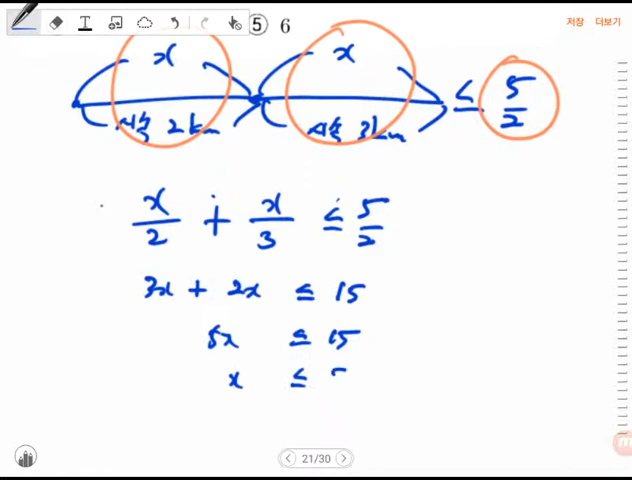 저장 더보기
⑤ 6
x x
시속 2km 시속 3km ≤ 5/2
x/2 + x/3 ≤ 5/2
3x + 2x ≤ 15
5x ≤ 15
x ≤
21/30